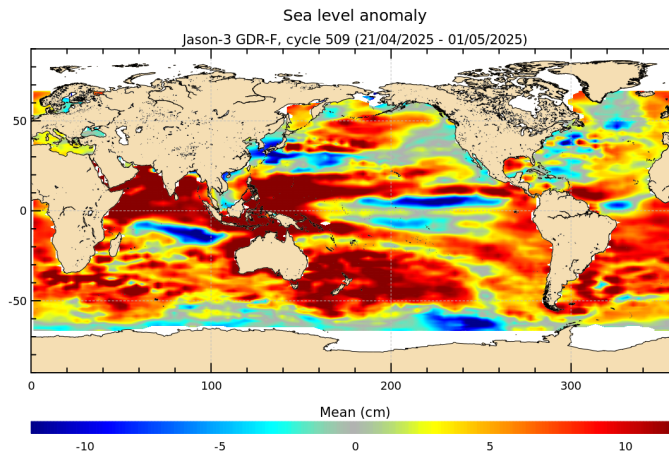 Sea level anomaly
Jason-3 GDR-F, cycle 509 (21/04/2025 - 01/05/2025)
50
0
-50
0 100 200 300
Mean (cm)
-10 -5 0 5 10